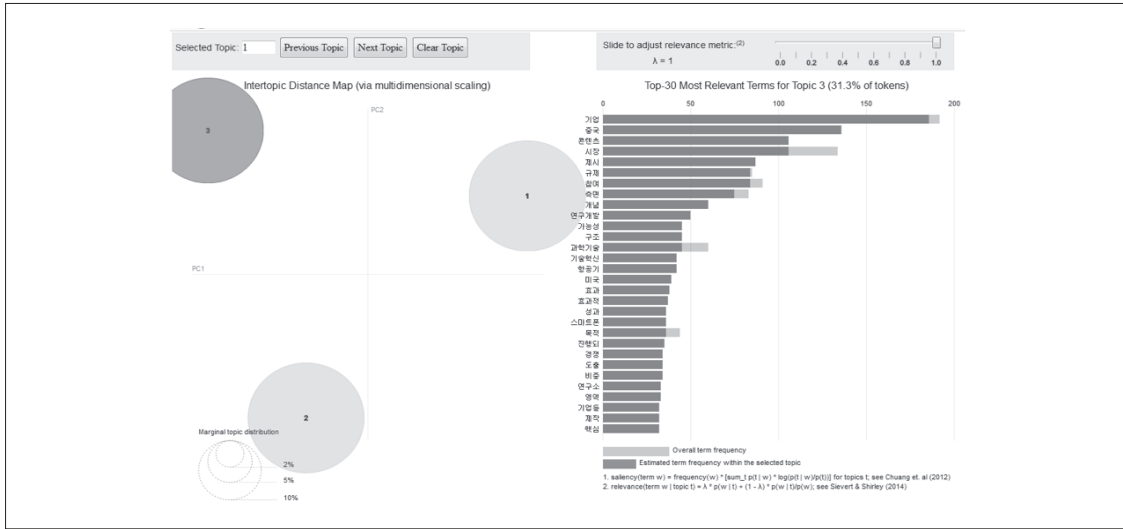 Selected Topic: 1 Previous Topic Next Topic Clear Topic
Slide to adjust relevance metric:(2)
λ = 1
0.0 0.2 0.4 0.6 0.8 1.0
Intertopic Distance Map (via multidimensional scaling)
PC2
PC1
3
1
2
Marginal topic distribution
2%
5%
10%
Top-30 Most Relevant Terms for Topic 3 (31.3% of tokens)
0 50 100 150 200
기업
중국
콘텐츠
시장
제시
규제
참여
측면
개념
연구개발
가능성
구조
과학기술
기술혁신
항공기
미국
효과
효과적
성과
스마트폰
목적
진행되
경쟁
도출
비중
연구소
영역
기업들
제작
핵심
Overall term frequency
Estimated term frequency within the selected topic
1. saliency(term w) = frequency(w) * [sum_t p(t | w) * log(p(t | w)/p(t))] for topics t; see Chuang et. al (2012)
2. relevance(term w | topic t) = λ * p(w | t) + (1 - λ) * p(w | t)/p(w); see Sievert & Shirley (2014)